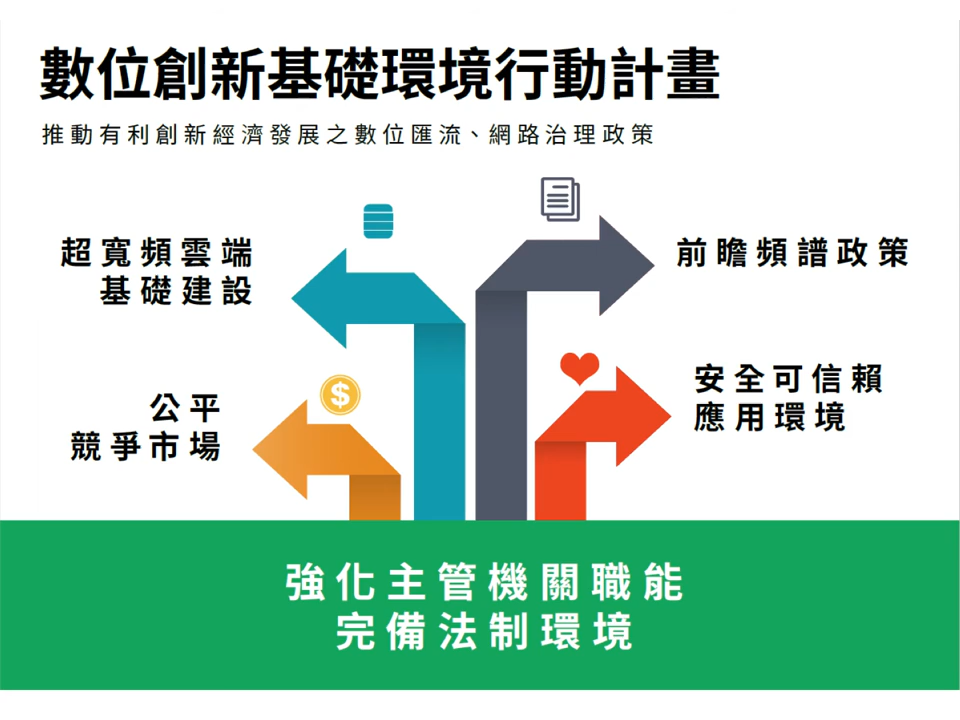 數位創新基礎環境行動計畫
推動有利創新經濟發展之數位匯流、網路治理政策
超寬頻雲端
基礎建設
前瞻頻譜政策
公平
競爭市場
$
安全可信賴
應用環境
強化主管機關職能
完備法制環境